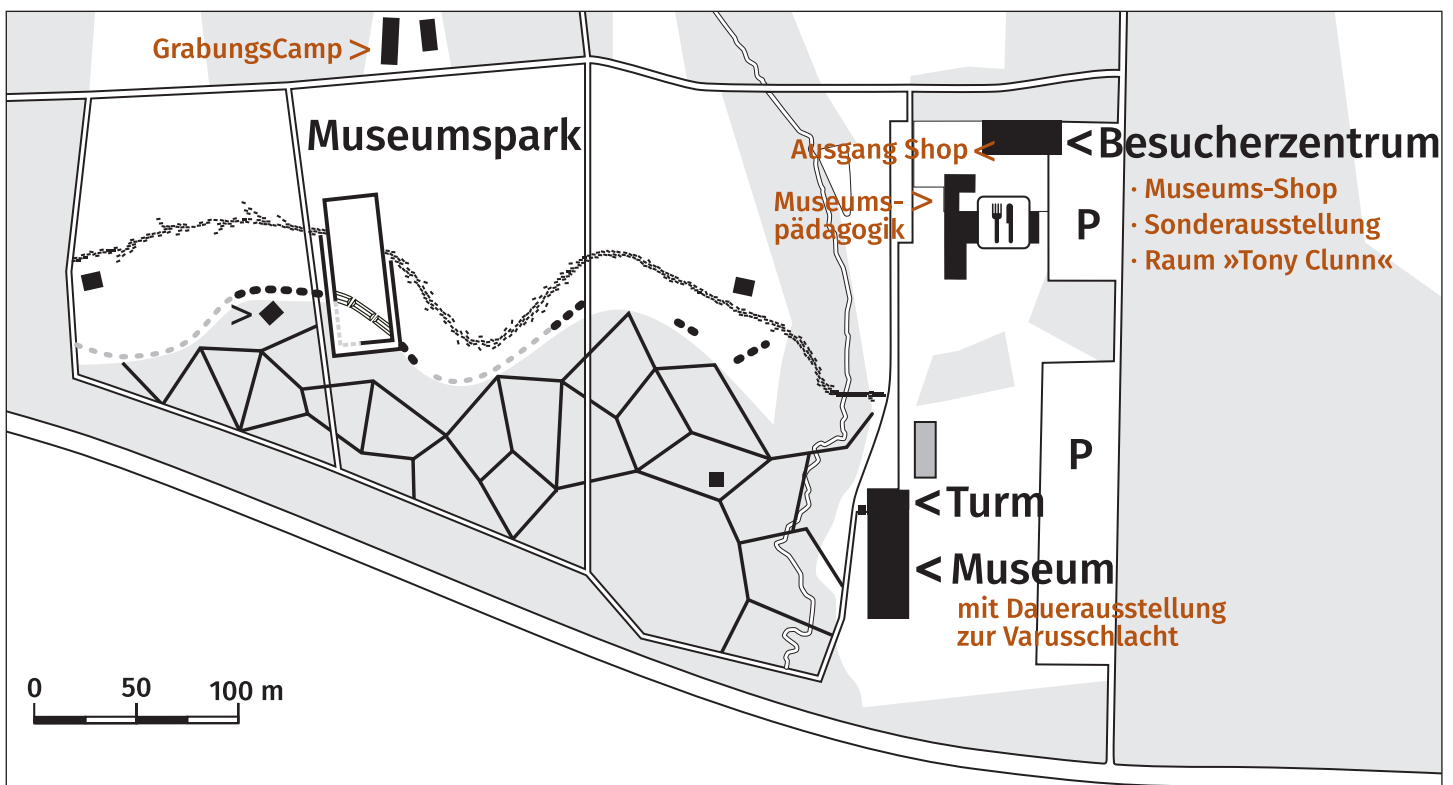 GrabungsCamp >
Museumspark
< Besucherzentrum
Ausgang Shop <
· Museums-Shop
· Sonderausstellung
· Raum »Tony Clunn«
Museums- >
pädagogik
P
>
P
< Turm
< Museum
mit Dauerausstellung
zur Varusschlacht
0 50 100 m